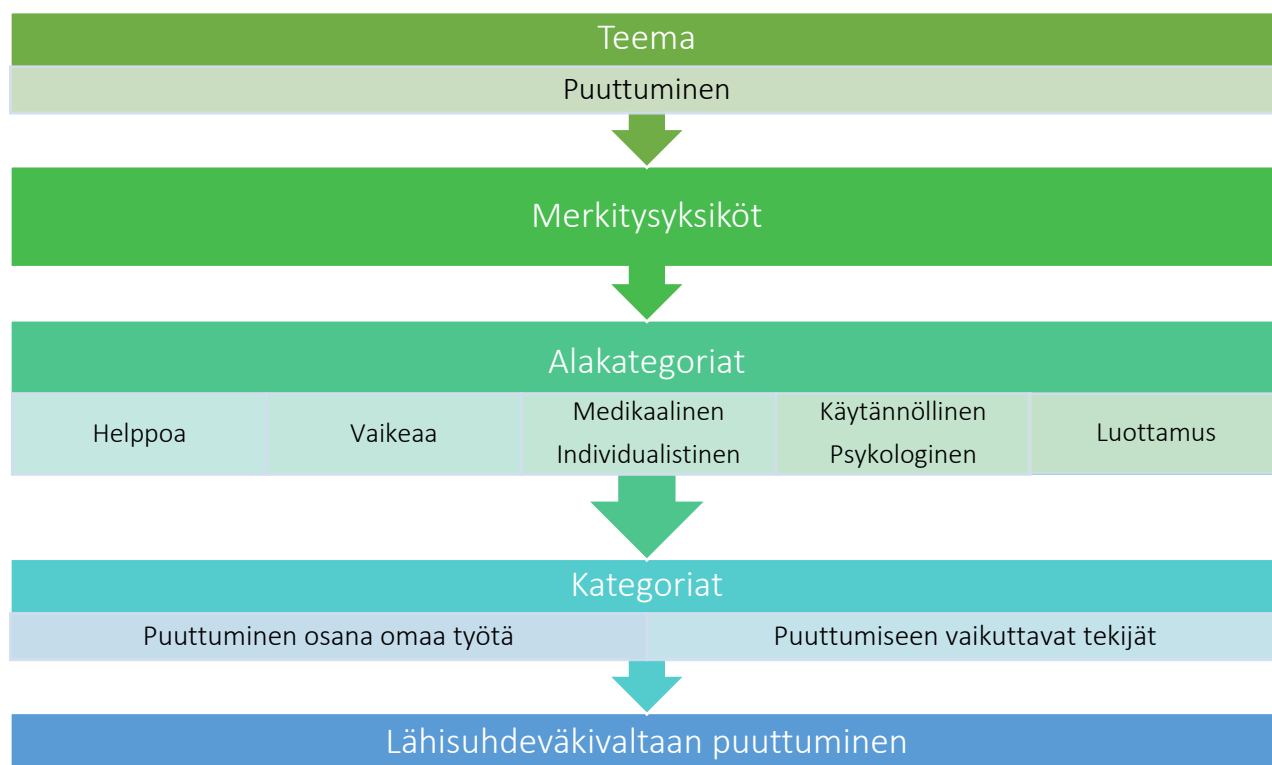 Teema
Puuttuminen
Merkitysyksiköt
Alakategoriat
Helppoa
Vaikeaa
Medikaalinen
Individualistinen
Käytännöllinen
Psykologinen
Luottamus
Kategoriat
Puuttuminen osana omaa työtä
Puuttumiseen vaikuttavat tekijät
Lähisuhdeväkivaltaan puuttuminen